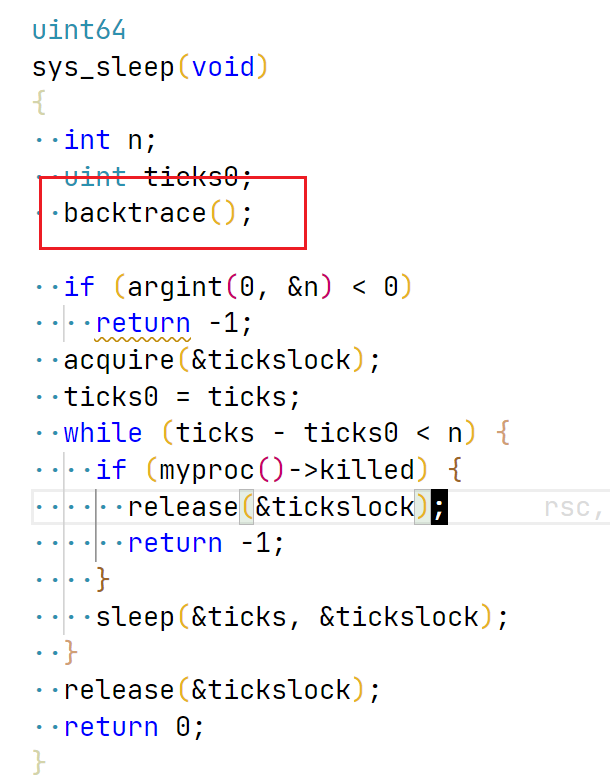 uint64
sys_sleep(void)
{
int n;
uint ticks0;
backtrace();
if (argint(0, &n) < 0)
return -1;
acquire(&tickslock);
ticks0 = ticks;
while (ticks - ticks0 < n) {
if (myproc()->killed) {
release(&tickslock); rsc,
return -1;
}
sleep(&ticks, &tickslock);
}
release(&tickslock);
return 0;
}